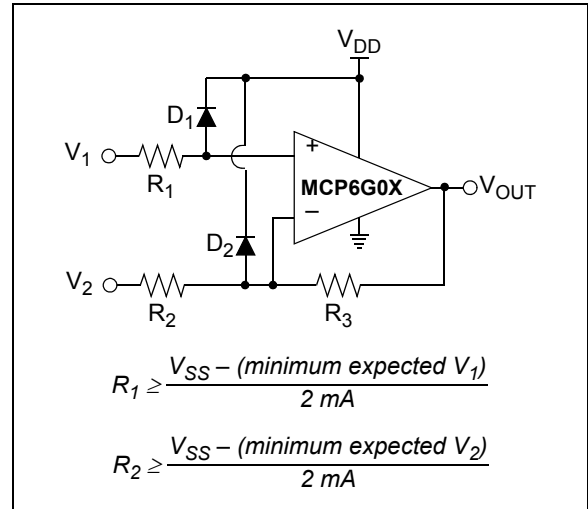 V_DD
D_1
V_1
R_1
+
MCP6G0X
–
V_OUT
D_2
V_2
R_2
R_3
R_1 ≥ V_SS – (minimum expected V_1)
2 mA
R_2 ≥ V_SS – (minimum expected V_2)
2 mA